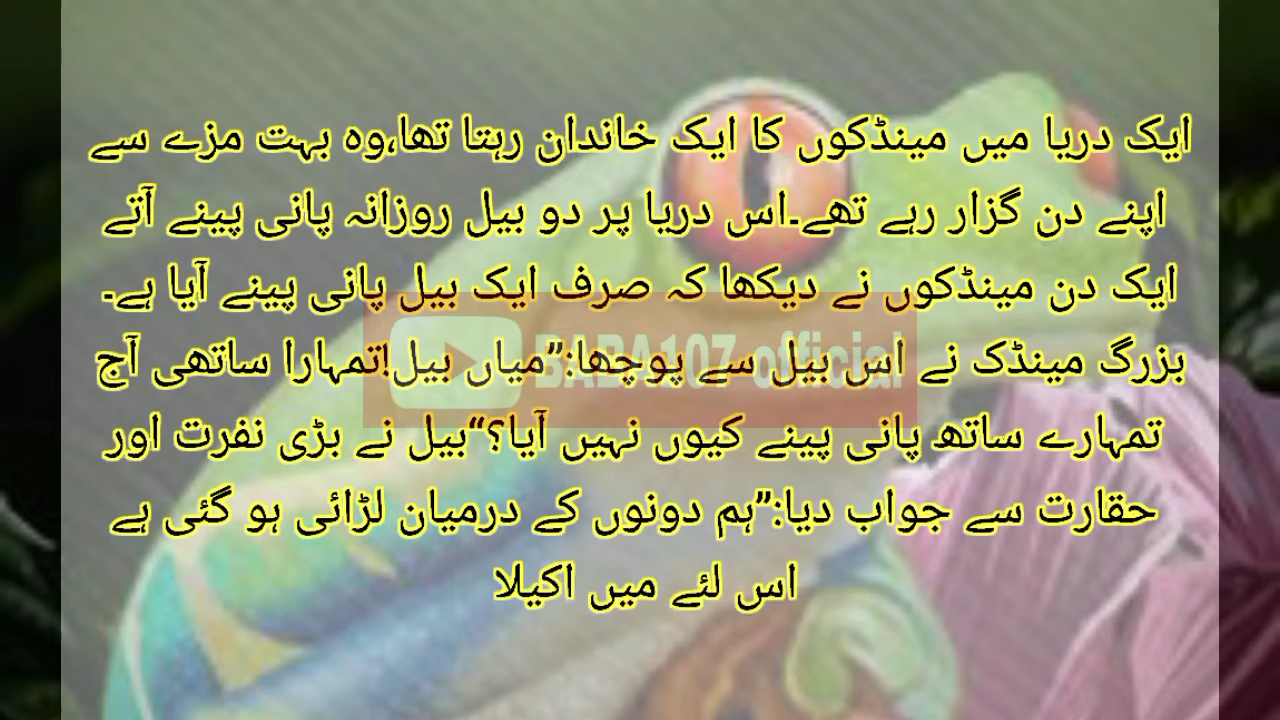 ایک دریا میں مینڈکوں کا ایک خاندان رہتا تھا،وہ بہت مزے سے
اپنے دن گزار رہے تھے۔اس دریا پر دو بیل روزانہ پانی پینے آتے
ایک دن مینڈکوں نے دیکھا کہ صرف ایک بیل پانی پینے آیا ہے۔
بزرگ مینڈک نے اس بیل سے پوچھا:”میاں بیل!تمہارا ساتھی آج
تمہارے ساتھ پانی پینے کیوں نہیں آیا؟“بیل نے بڑی نفرت اور
حقارت سے جواب دیا:”ہم دونوں کے درمیان لڑائی ہو گئی ہے
اس لئے میں اکیلا
BABA107 official